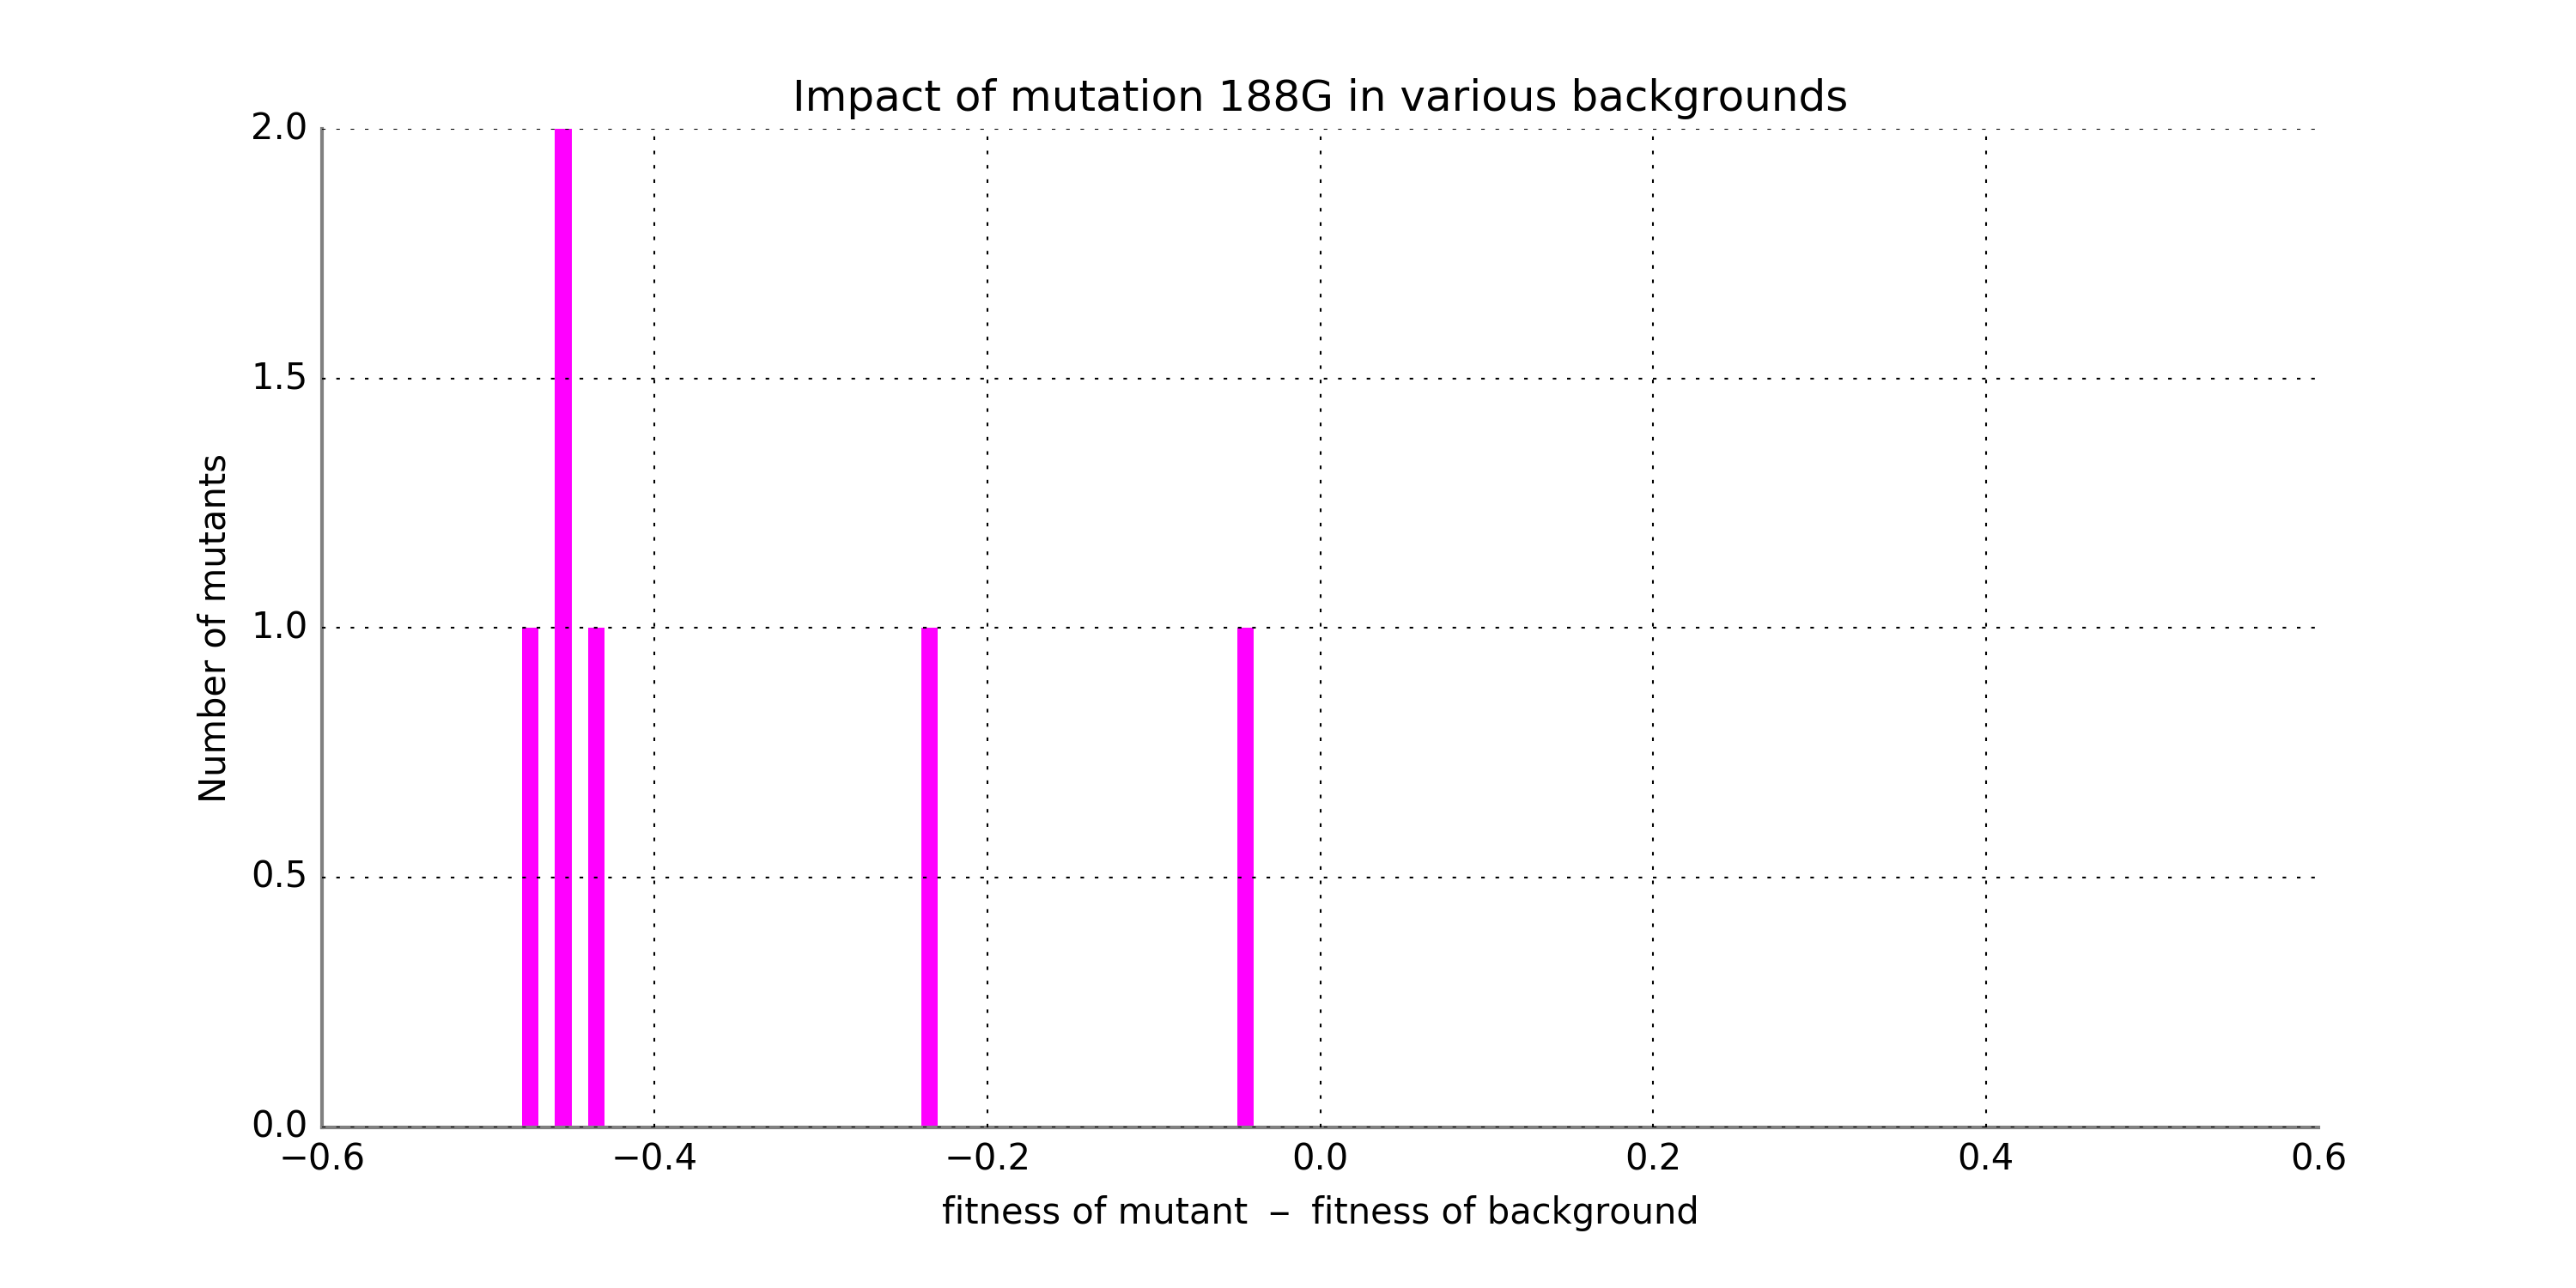 Impact of mutation 188G in various backgrounds
2.0
1.5
1.0
0.5
0.0
Number of mutants
−0.6 −0.4 −0.2 0.0 0.2 0.4 0.6
fitness of mutant − fitness of background